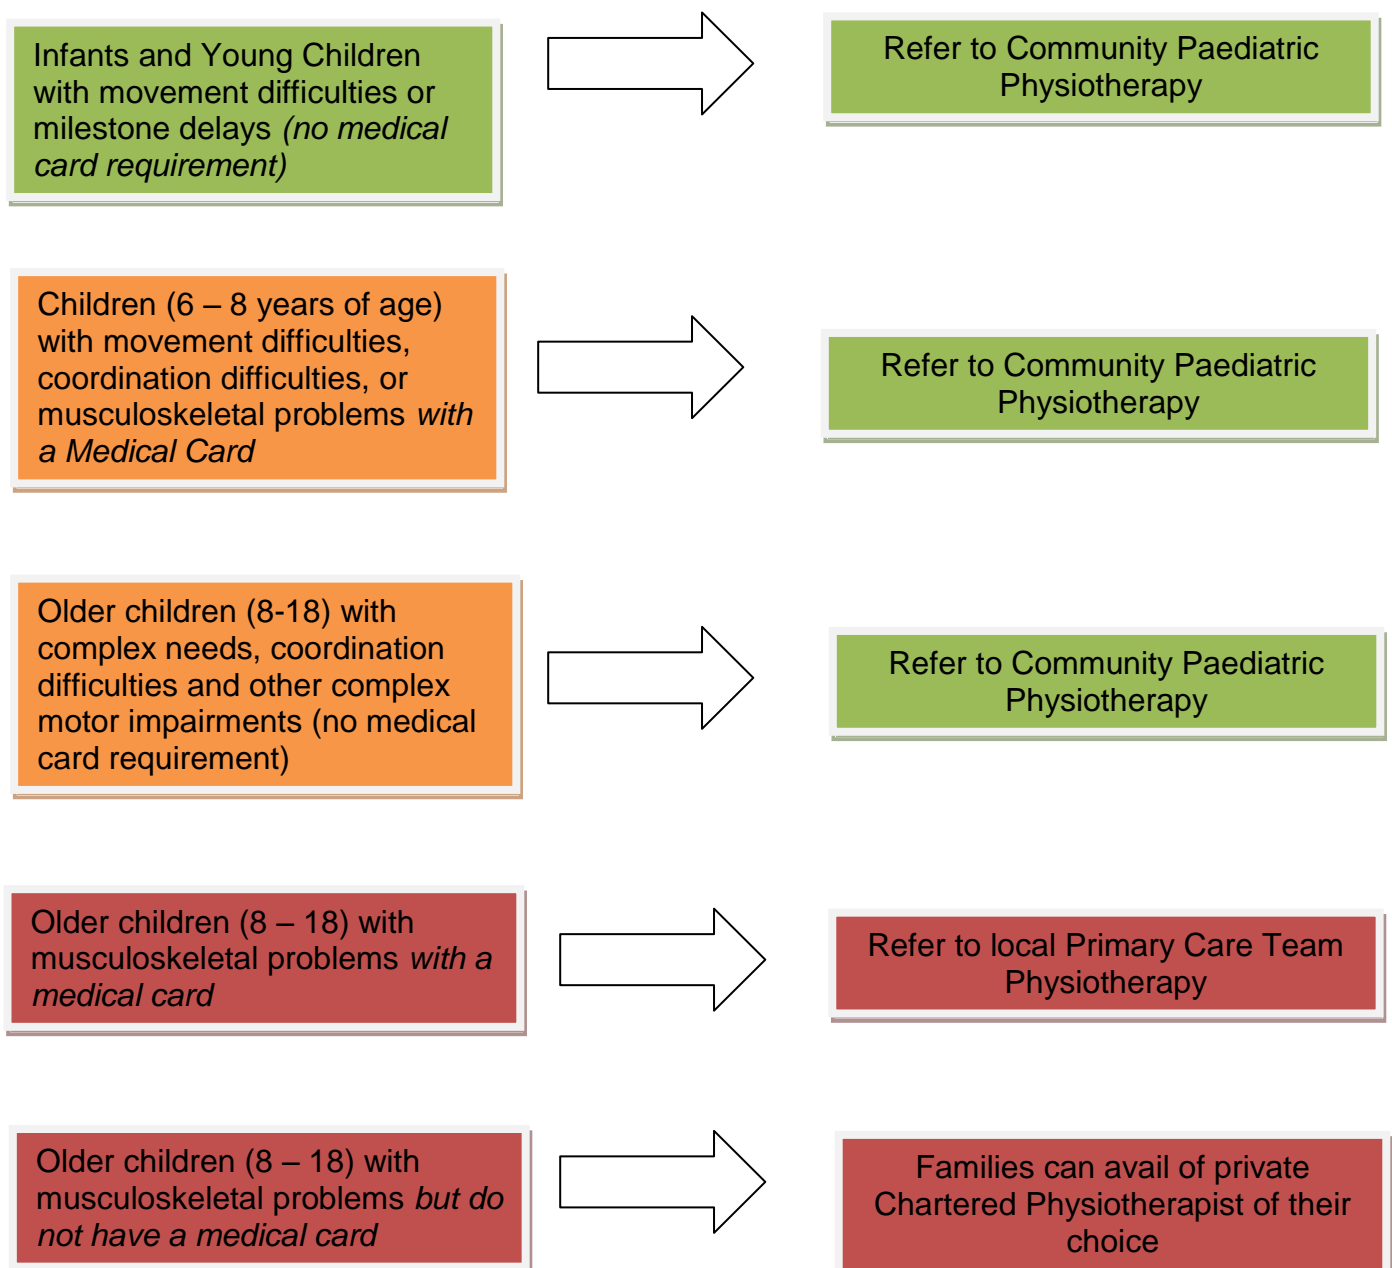 Infants and Young Children
with movement difficulties or
milestone delays (no medical
card requirement)
Refer to Community Paediatric
Physiotherapy
Children (6 – 8 years of age)
with movement difficulties,
coordination difficulties, or
musculoskeletal problems with
a Medical Card
Refer to Community Paediatric
Physiotherapy
Older children (8-18) with
complex needs, coordination
difficulties and other complex
motor impairments (no medical
card requirement)
Refer to Community Paediatric
Physiotherapy
Older children (8 – 18) with
musculoskeletal problems with a
medical card
Refer to local Primary Care Team
Physiotherapy
Older children (8 – 18) with
musculoskeletal problems but do
not have a medical card
Families can avail of private
Chartered Physiotherapist of their
choice